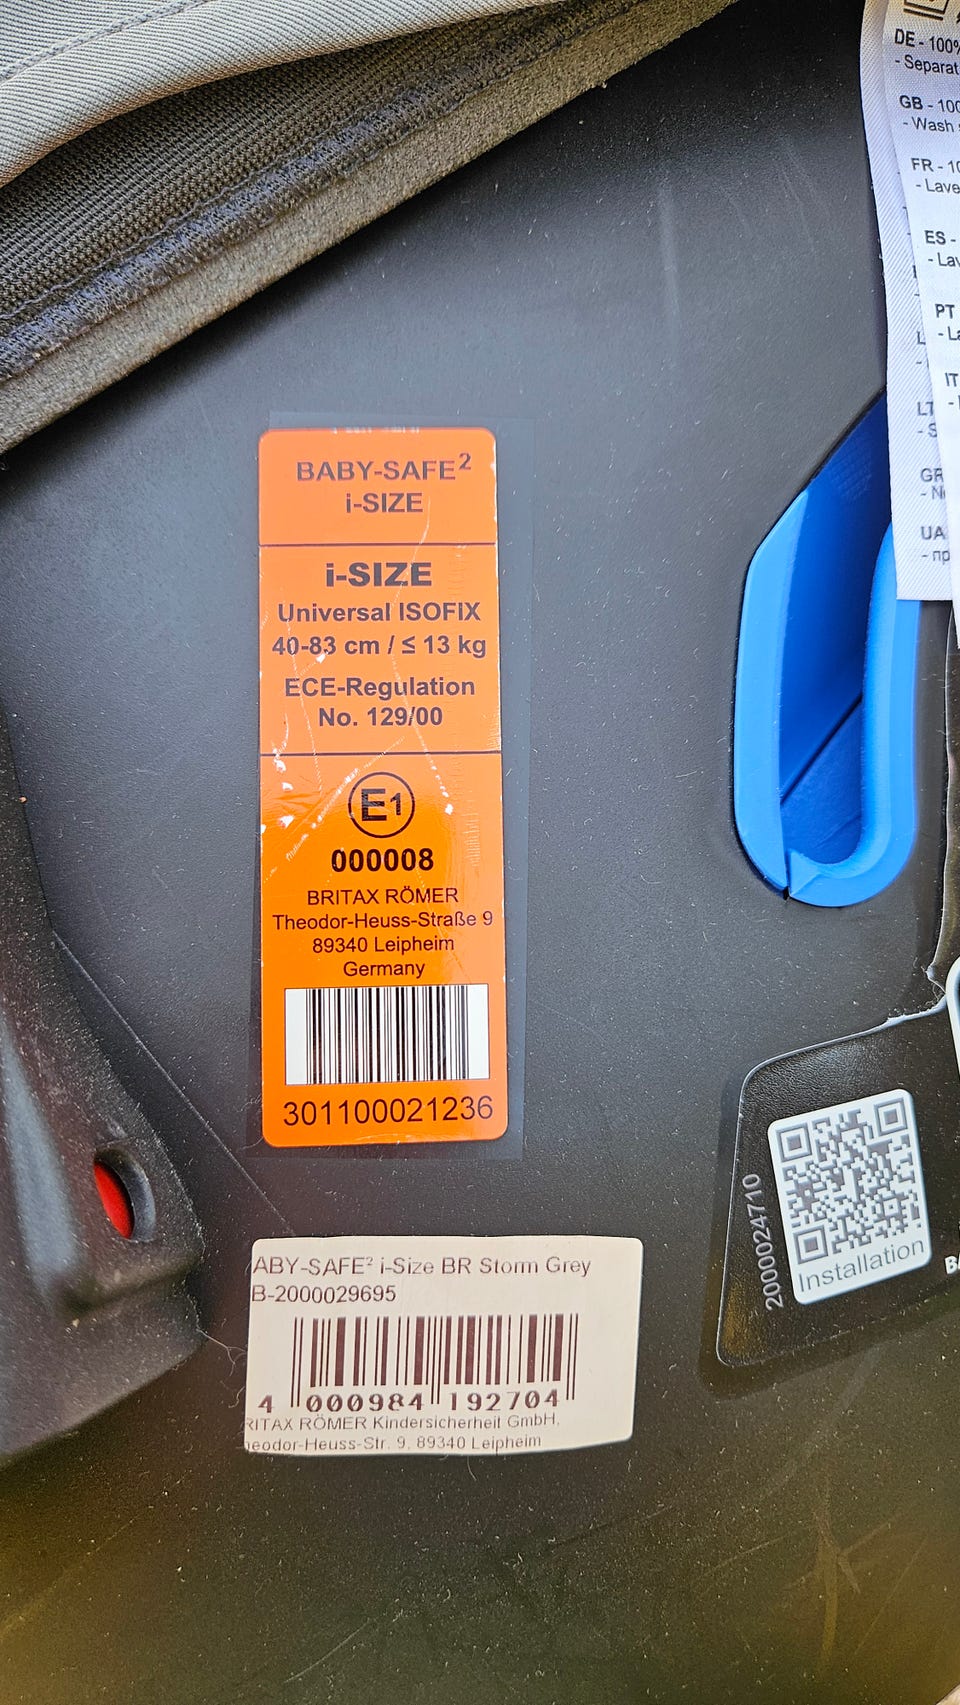 DE - 100%
- Separat
GB - 100
- Wash
FR - 10
- Lave
ES -
- Lav
PT
- La
IT
LT
- S
GR
UA
- пр
BABY-SAFE²
i-SIZE
i-SIZE
Universal ISOFIX
40-83 cm / ≤ 13 kg
ECE-Regulation
No. 129/00
E1
000008
BRITAX RÖMER
Theodor-Heuss-Straße 9
89340 Leipheim
Germany
301100021236
2000024710
Installation
ABY-SAFE² i-Size BR Storm Grey
B-2000029695
4 000984 192704
RITAX RÖMER Kindersicherheit GmbH,
heodor-Heuss-Str. 9, 89340 Leipheim